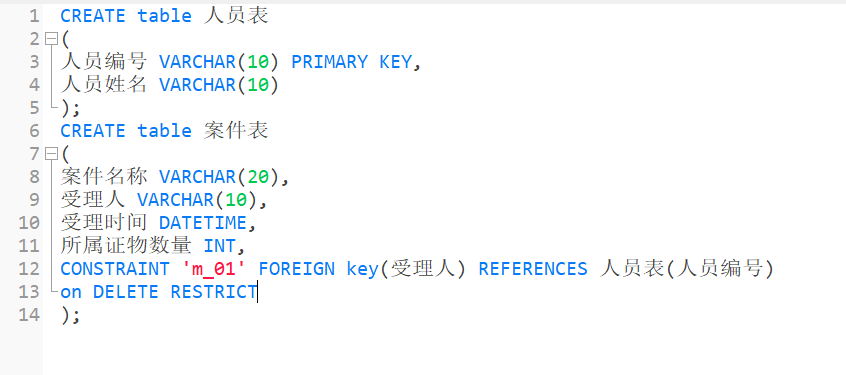 1 CREATE table 人员表
2 (
3 人员编号 VARCHAR(10) PRIMARY KEY,
4 人员姓名 VARCHAR(10)
5 );
6 CREATE table 案件表
7 (
8 案件名称 VARCHAR(20),
9 受理人 VARCHAR(10),
10 受理时间 DATETIME,
11 所属证物数量 INT,
12 CONSTRAINT 'm_01' FOREIGN key(受理人) REFERENCES 人员表(人员编号)
13 on DELETE RESTRICT
14 );